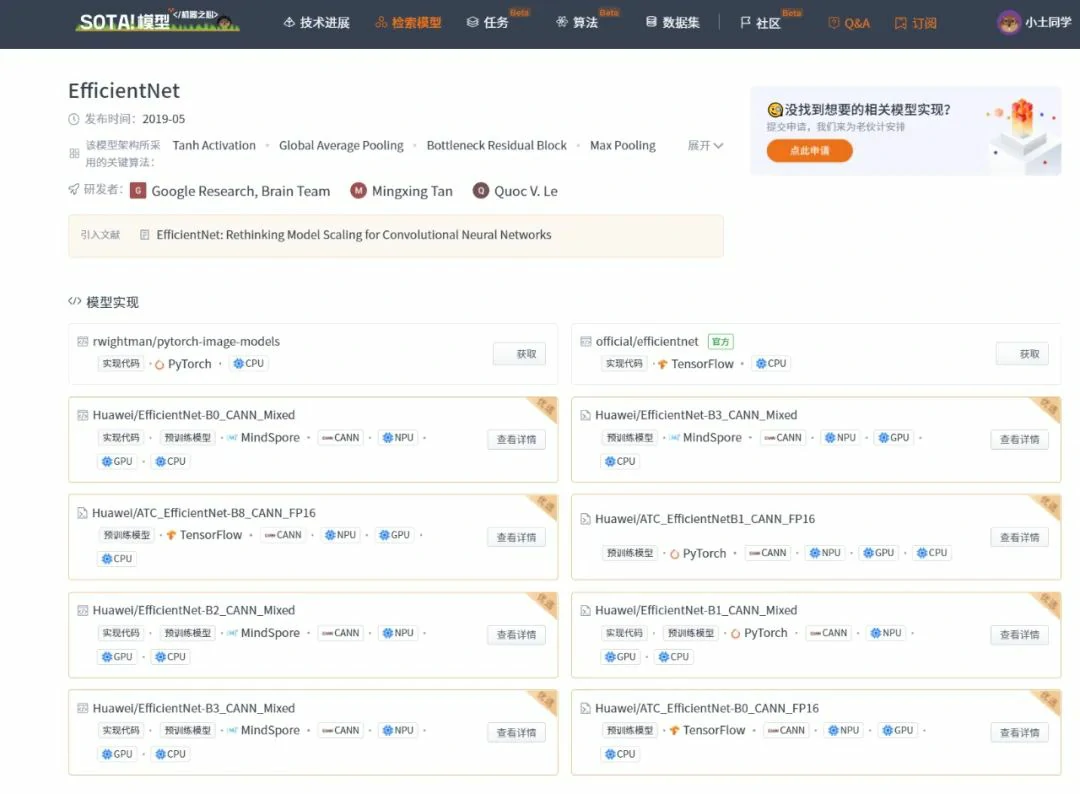 SOTA!模型 </机器之心>
技术进展
检索模型
任务 Beta
算法 Beta
数据集
社区 Beta
Q&A
订阅
小土同学
EfficientNet
发布时间: 2019-05
该模型架构所采用的关键算法: Tanh Activation • Global Average Pooling • Bottleneck Residual Block • Max Pooling 展开
研发者: G Google Research, Brain Team M Mingxing Tan Q Quoc V. Le
引入文献 EfficientNet: Rethinking Model Scaling for Convolutional Neural Networks
没找到想要的相关模型实现?
提交申请,我们来为老伙计安排
点此申请
</> 模型实现
rwightman/pytorch-image-models
实现代码 • PyTorch • CPU
获取
official/efficientnet 官方
实现代码 • TensorFlow • CPU
获取
Huawei/EfficientNet-B0_CANN_Mixed
优选
实现代码 • 预训练模型 • MindSpore • CANN • NPU •
GPU • CPU
查看详情
Huawei/EfficientNet-B3_CANN_Mixed
优选
预训练模型 • MindSpore • CANN • NPU • GPU •
CPU
查看详情
Huawei/ATC_EfficientNet-B8_CANN_FP16
优选
预训练模型 • TensorFlow • CANN • NPU • GPU •
CPU
查看详情
Huawei/ATC_EfficientNetB1_CANN_FP16
优选
预训练模型 • PyTorch • CANN • NPU • GPU • CPU
查看详情
Huawei/EfficientNet-B2_CANN_Mixed
优选
实现代码 • 预训练模型 • MindSpore • CANN • NPU •
GPU • CPU
查看详情
Huawei/EfficientNet-B1_CANN_Mixed
优选
实现代码 • 预训练模型 • PyTorch • CANN • NPU •
GPU • CPU
查看详情
Huawei/EfficientNet-B3_CANN_Mixed
优选
实现代码 • 预训练模型 • MindSpore • CANN • NPU •
GPU • CPU
查看详情
Huawei/ATC_EfficientNet-B0_CANN_FP16
优选
预训练模型 • TensorFlow • CANN • NPU • GPU •
CPU
查看详情